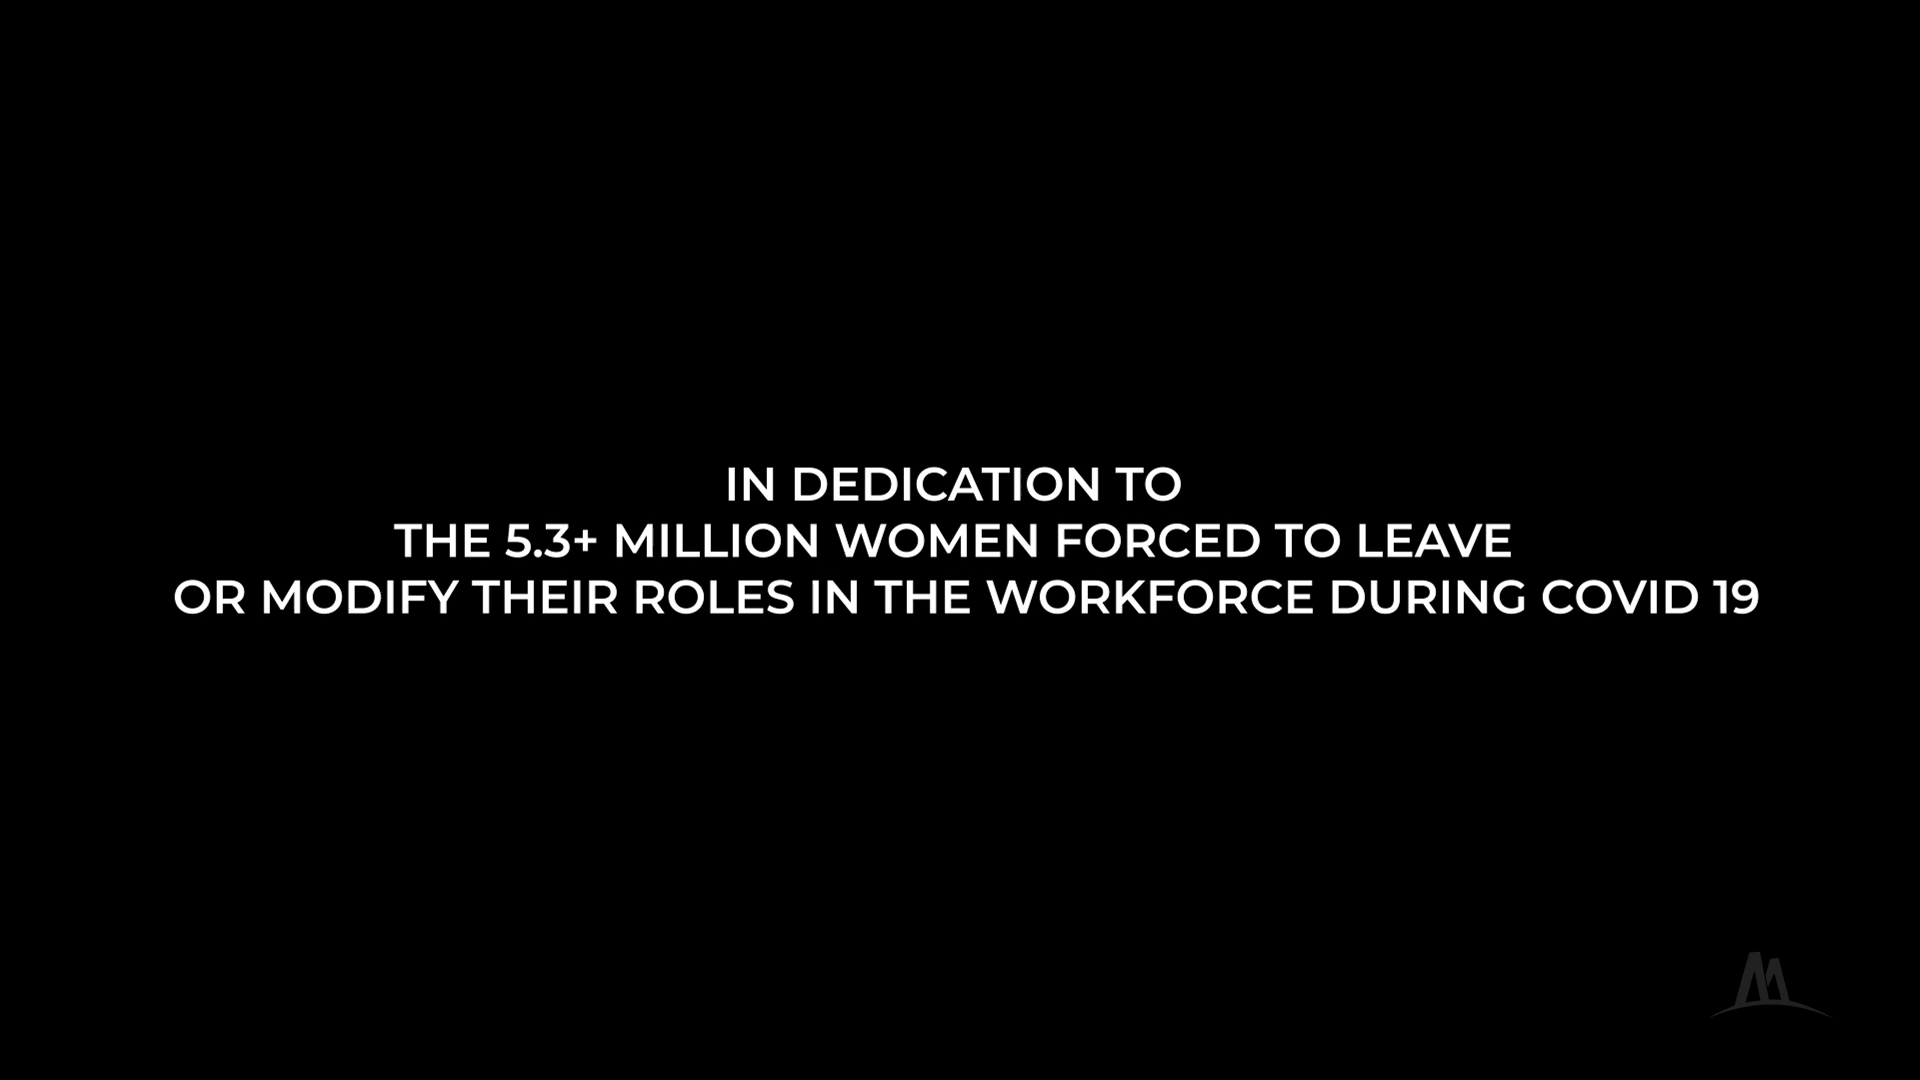 IN DEDICATION TO
THE 5.3+ MILLION WOMEN FORCED TO LEAVE
OR MODIFY THEIR ROLES IN THE WORKFORCE DURING COVID 19